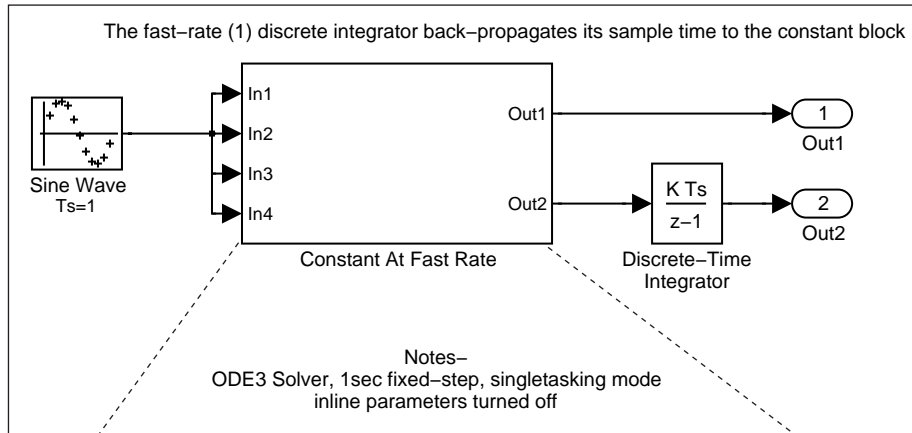 The fast−rate (1) discrete integrator back−propagates its sample time to the constant block
In1
In2
In3
In4
Out1
Out2
Sine Wave
Ts=1
Constant At Fast Rate
K Ts
z−1
Discrete−Time
Integrator
1
Out1
2
Out2
Notes−
ODE3 Solver, 1sec fixed−step, singletasking mode
inline parameters turned off